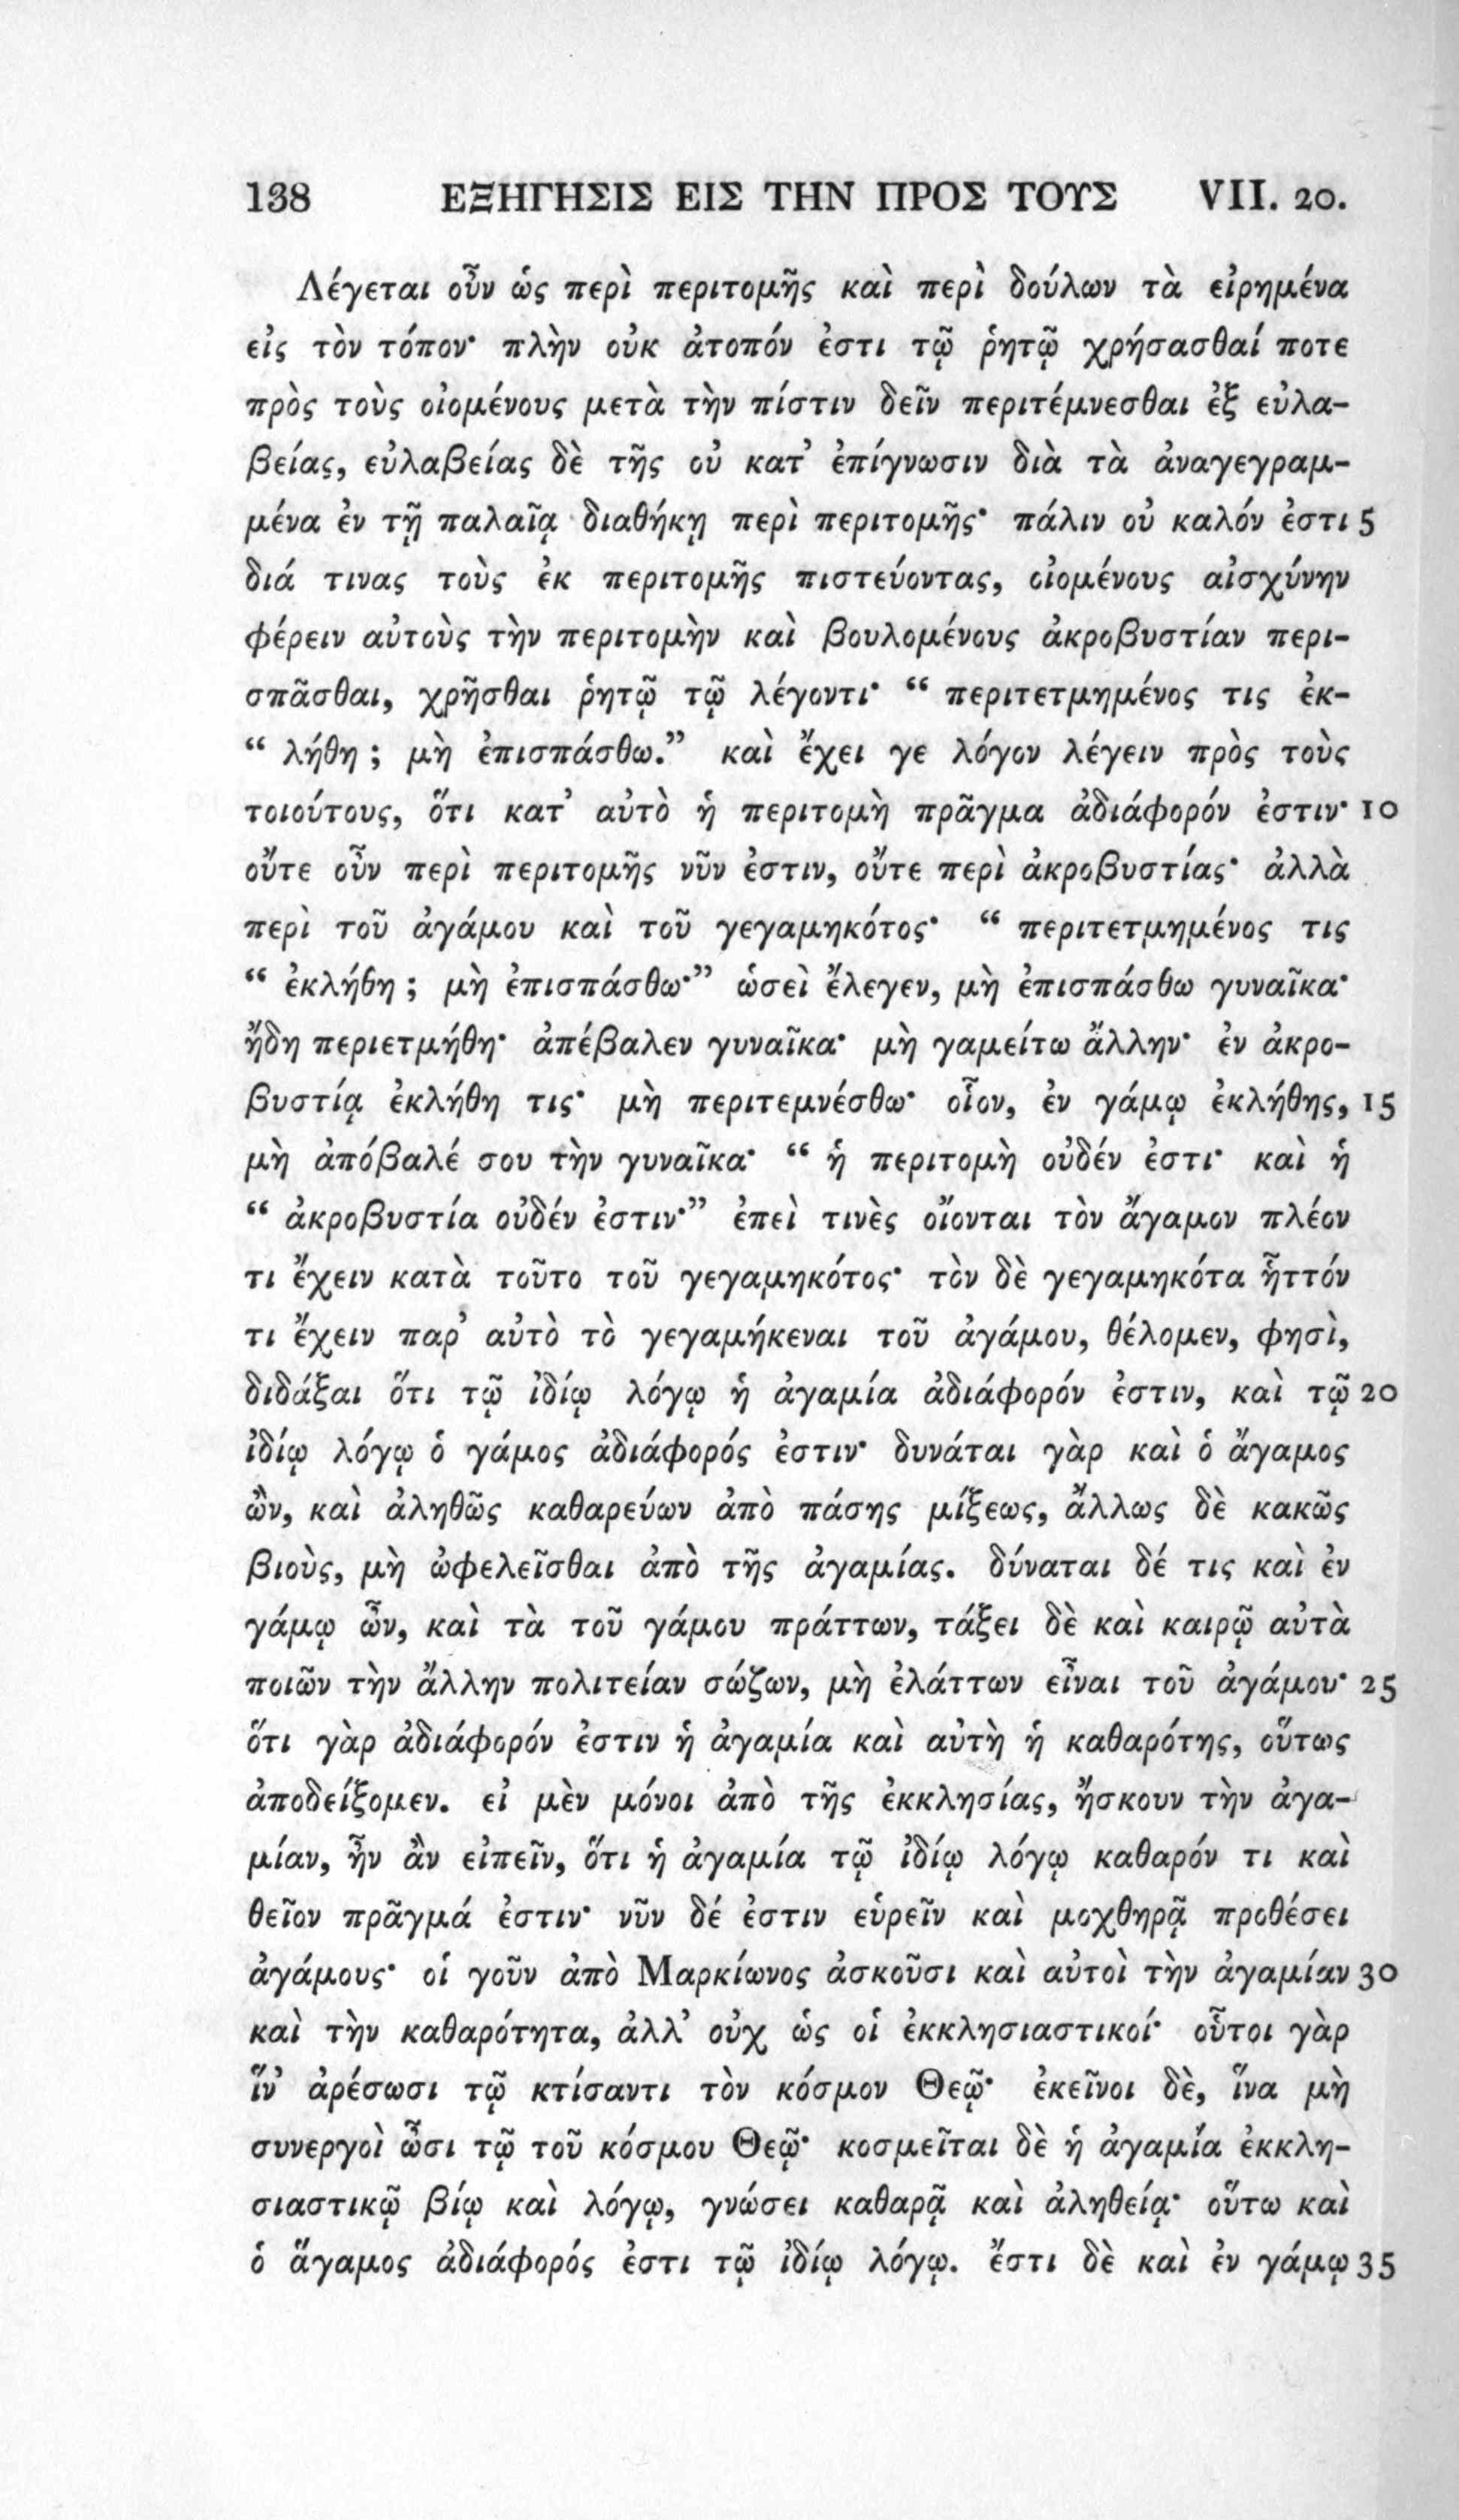 138 ΕΞΗΓΗΣΙΣ ΕΙΣ ΤΗΝ ΠΡΟΣ ΤΟΥΣ VII. 20.
Λέγεται οὖν ὡς περὶ περιτομῆς καὶ περὶ δούλων τὰ εἰρημένα
εἰς τὸν τόπον· πλὴν οὐκ ἀτοπόν ἐστι τῷ ῥητῷ χρήσασθαί ποτε
πρὸς τοὺς οἰομένους μετὰ τὴν πίστιν δεῖν περιτέμνεσθαι ἐξ εὐλα-
βείας, εὐλαβείας δὲ τῆς οὐ κατ’ ἐπίγνωσιν διὰ τὰ ἀναγεγραμ-
μένα ἐν τῇ παλαῖᾳ διαθήκῃ περὶ περιτομῆς· πάλιν οὐ καλόν ἐστι 5
διά τινας τοὺς ἐκ περιτομῆς πιστεύοντας, οἰομένους αἰσχύνην
φέρειν αὐτοὺς τὴν περιτομὴν καὶ βουλομένους ἀκροβυστίαν περι-
σπᾶσθαι, χρῆσθαι ῥητῷ τῷ λέγοντι· “ περιτετμημένος τις ἐκ-
“ λήθη ; μὴ ἐπισπάσθω.” καὶ ἔχει γε λόγον λέγειν πρὸς τοὺς
τοιούτους, ὅτι κατ’ αὐτὸ ἡ περιτομὴ πρᾶγμα ἀδιάφορόν ἐστιν· 10
οὔτε οὖν περὶ περιτομῆς νῦν ἐστιν, οὔτε περὶ ἀκροβυστίας· ἀλλὰ
περὶ τοῦ ἀγάμου καὶ τοῦ γεγαμηκότος· “ περιτετμημένος τις
“ ἐκλήθη ; μὴ ἐπισπάσθω·” ὡσεὶ ἔλεγεν, μὴ ἐπισπάσθω γυναῖκα·
ἤδη περιετμήθη· ἀπέβαλεν γυναῖκα· μὴ γαμείτω ἄλλην· ἐν ἀκρο-
βυστίᾳ ἐκλήθη τις· μὴ περιτεμνέσθω· οἷον, ἐν γάμῳ ἐκλήθης, 15
μὴ ἀπόβαλέ σου τὴν γυναῖκα· “ ἡ περιτομὴ οὐδέν ἐστι· καὶ ἡ
“ ἀκροβυστία οὐδέν ἐστιν·” ἐπεὶ τινὲς οἴονται τὸν ἄγαμον πλέον
τι ἔχειν κατὰ τοῦτο τοῦ γεγαμηκότος· τὸν δὲ γεγαμηκότα ἧττόν
τι ἔχειν παρ’ αὐτὸ τὸ γεγαμήκεναι τοῦ ἀγάμου, θέλομεν, φησὶ,
διδάξαι ὅτι τῷ ἰδίῳ λόγῳ ἡ ἀγαμία ἀδιάφορόν ἐστιν, καὶ τῷ 20
ἰδίῳ λόγῳ ὁ γάμος ἀδιάφορός ἐστιν· δυνάται γὰρ καὶ ὁ ἄγαμος
ὢν, καὶ ἀληθῶς καθαρεύων ἀπὸ πάσης μίξεως, ἄλλως δὲ κακῶς
βιοὺς, μὴ ὠφελεῖσθαι ἀπὸ τῆς ἀγαμίας. δύναται δέ τις καὶ ἐν
γάμῳ ὦν, καὶ τὰ τοῦ γάμου πράττων, τάξει δὲ καὶ καιρῷ αὐτὰ
ποιῶν τὴν ἄλλην πολιτείαν σώζων, μὴ ἐλάττων εἶναι τοῦ ἀγάμου· 25
ὅτι γὰρ ἀδιάφορόν ἐστιν ἡ ἀγαμία καὶ αὐτὴ ἡ καθαρότης, οὕτως
ἀποδείξομεν. εἰ μὲν μόνοι ἀπὸ τῆς ἐκκλησίας, ἤσκουν τὴν ἀγα-
μίαν, ἦν ἂν εἰπεῖν, ὅτι ἡ ἀγαμία τῷ ἰδίῳ λόγῳ καθαρόν τι καὶ
θεῖον πρᾶγμά ἐστιν· νῦν δέ ἐστιν εὑρεῖν καὶ μοχθηρᾷ προθέσει
ἀγάμους· οἱ γοῦν ἀπὸ Μαρκίωνος ἀσκοῦσι καὶ αὐτοὶ τὴν ἀγαμίαν 30
καὶ τὴν καθαρότητα, ἀλλ’ οὐχ ὡς οἱ ἐκκλησιαστικοί· οὗτοι γὰρ
ἵν’ ἀρέσωσι τῷ κτίσαντι τὸν κόσμον Θεῷ· ἐκεῖνοι δὲ, ἵνα μὴ
συνεργοὶ ὦσι τῷ τοῦ κόσμου Θεῷ· κοσμεῖται δὲ ἡ ἀγαμία ἐκκλη-
σιαστικῷ βίῳ καὶ λόγῳ, γνώσει καθαρᾷ καὶ ἀληθείᾳ· οὕτω καὶ
ὁ ἄγαμος ἀδιάφορός ἐστι τῷ ἰδίῳ λόγῳ. ἔστι δὲ καὶ ἐν γάμῳ 35